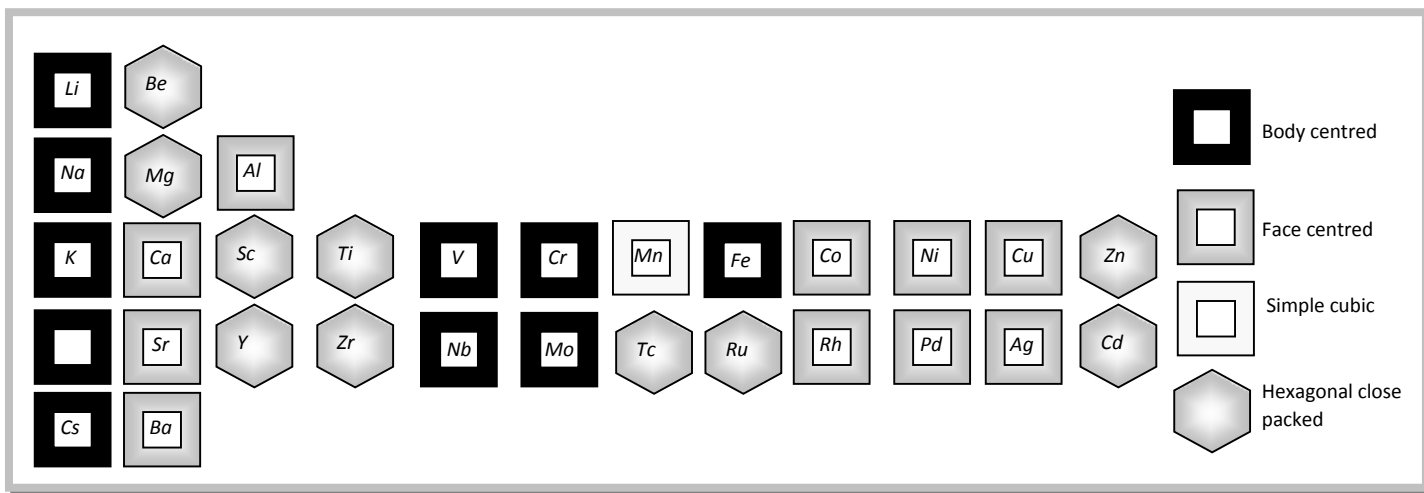 Li Be
Na Mg Al
K Ca Sc Ti V Cr Mn Fe Co Ni Cu Zn
Sr Y Zr Nb Mo Tc Ru Rh Pd Ag Cd
Cs Ba
Body centred
Face centred
Simple cubic
Hexagonal close
packed